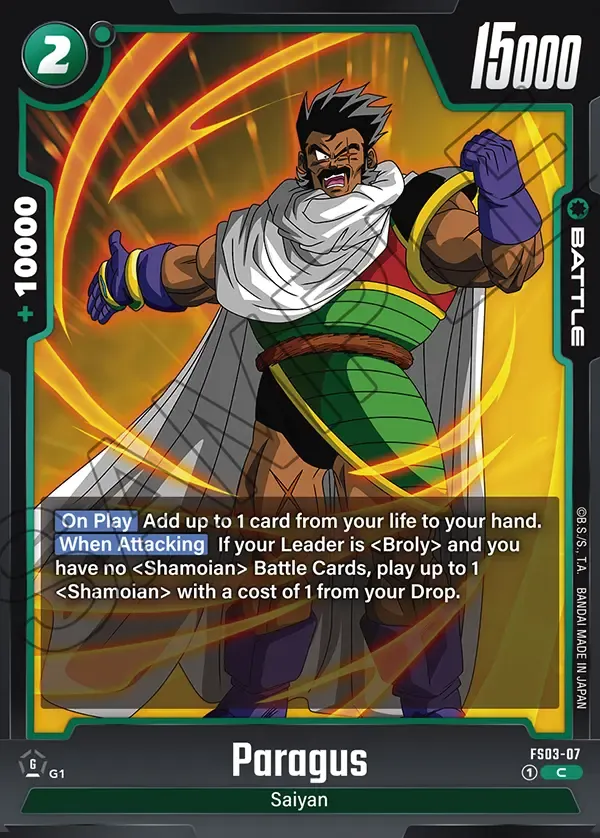 2
15000
+10000
BATTLE
SAMPLE
On Play Add up to 1 card from your life to your hand.
When Attacking If your Leader is <Broly> and you
have no <Shamoian> Battle Cards, play up to 1
<Shamoian> with a cost of 1 from your Drop.
©B.S./S., T.A. BANDAI MADE IN JAPAN
G
G1
Paragus
FS03-07
1 C
Saiyan